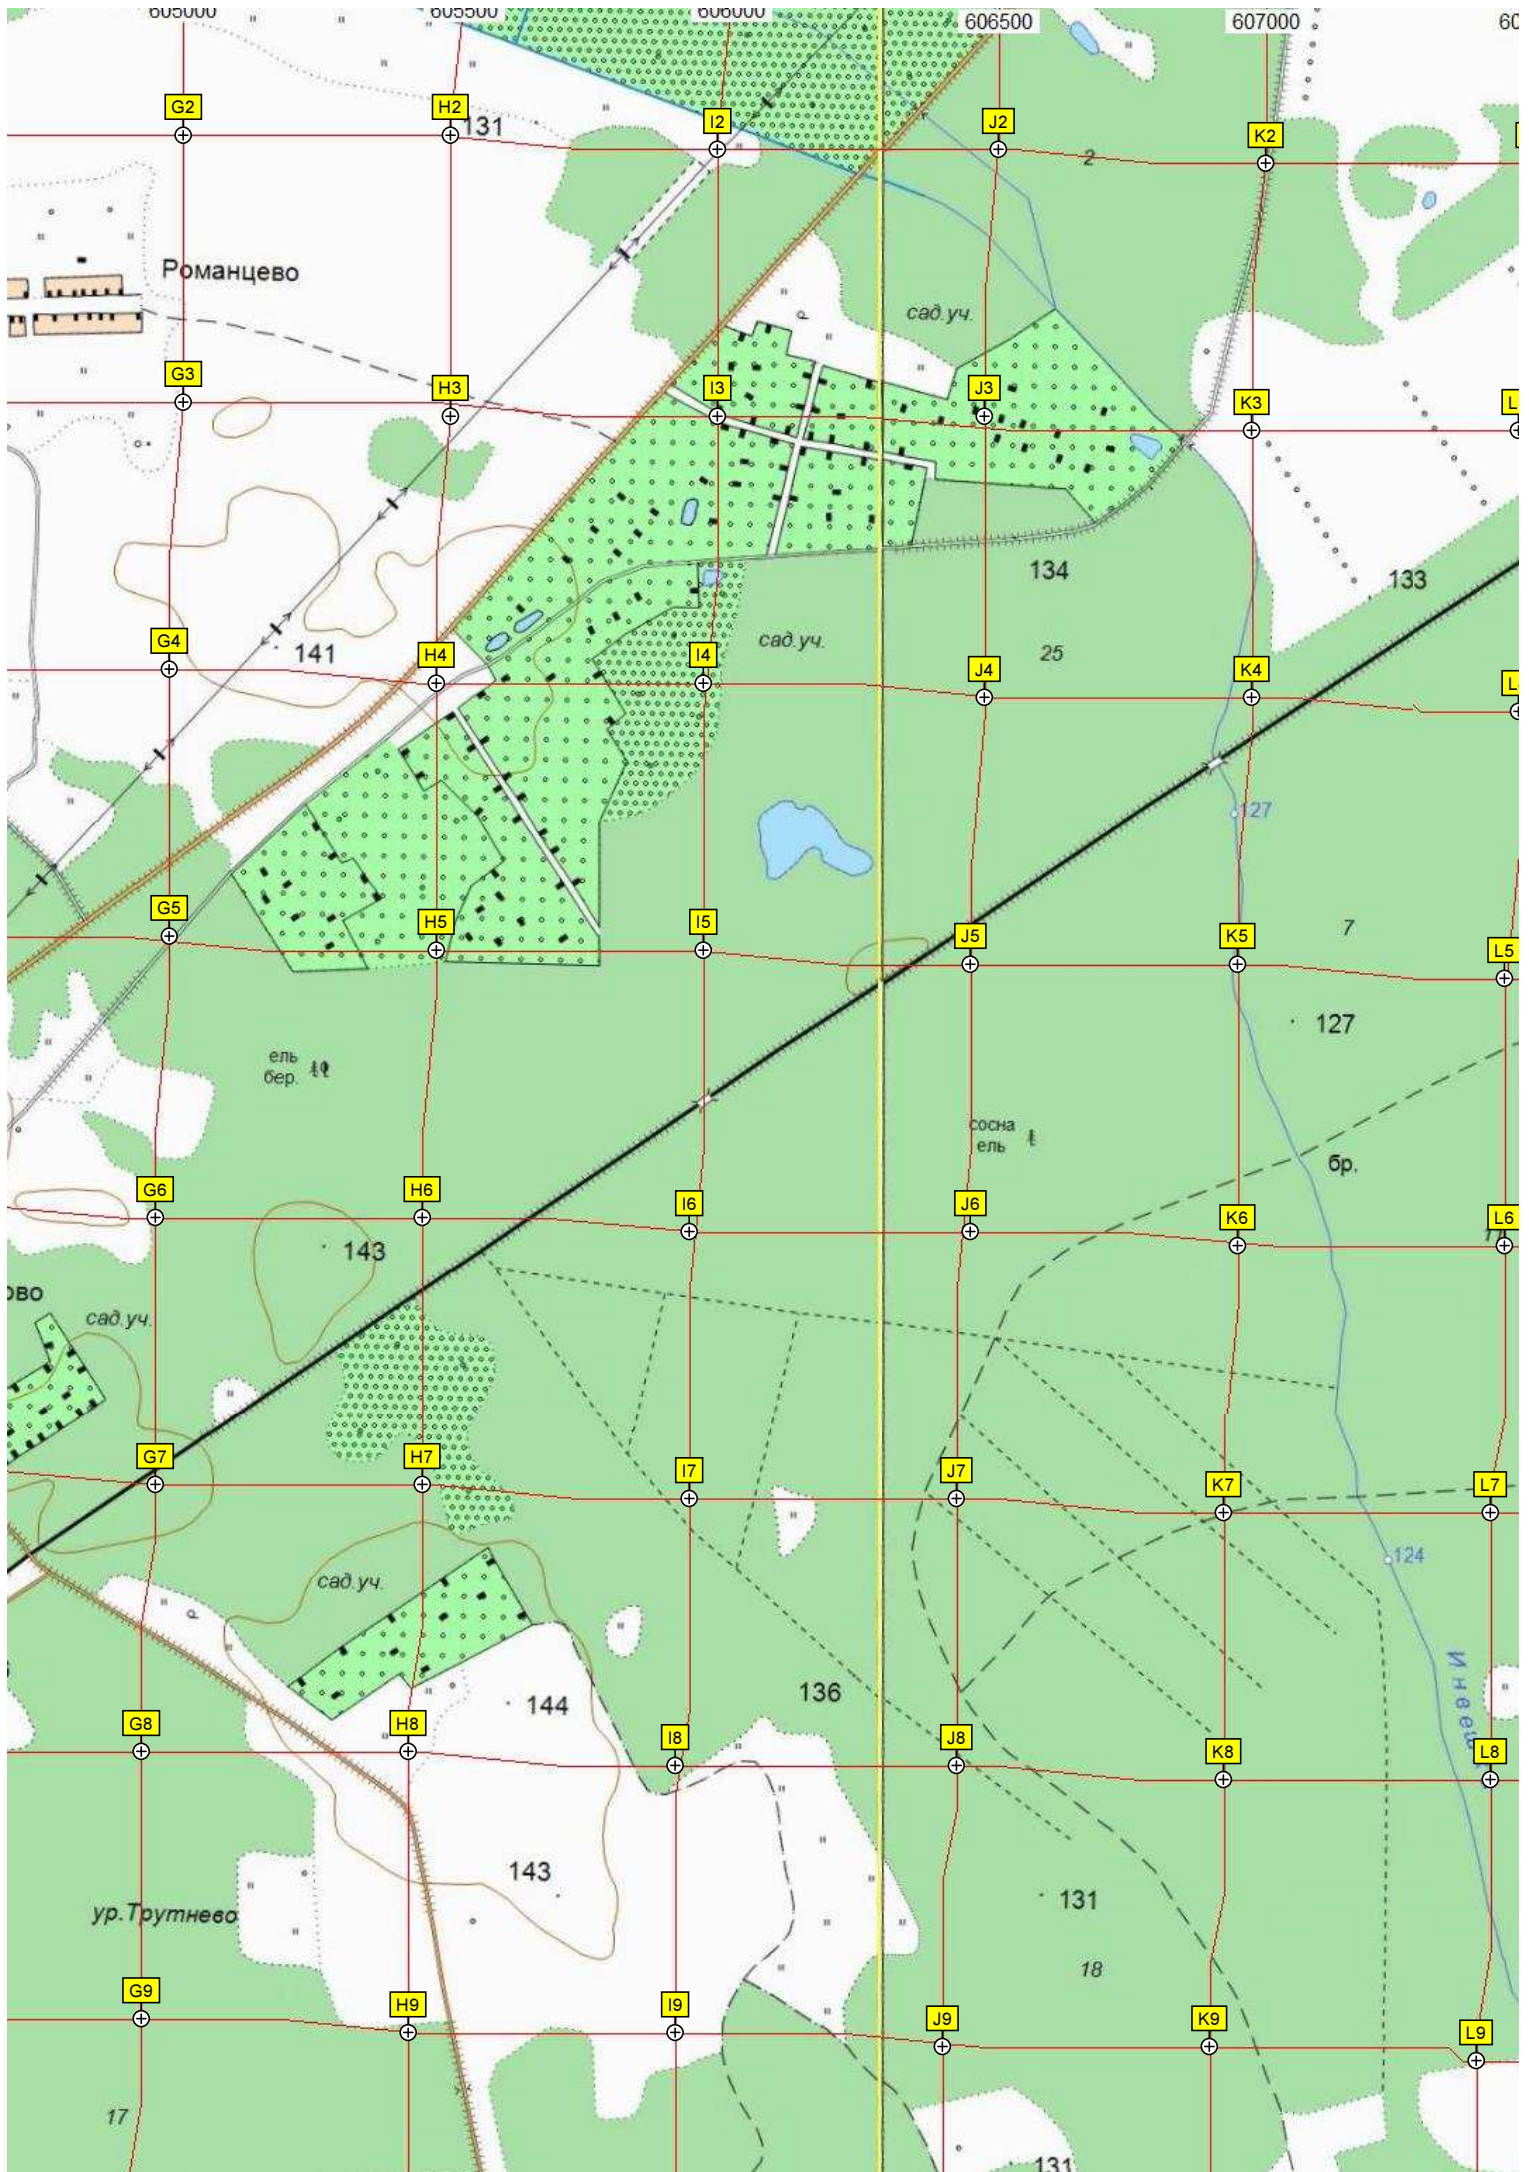 605000
605500
606000
606500
607000
G2
H2
131
I2
J2
2
K2
Романцево
сад.уч.
G3
H3
I3
J3
K3
134
133
сад.уч.
G4
141
H4
I4
25
J4
K4
127
G5
H5
I5
J5
K5
7
L5
127
ель
бер.
сосна
ель
бр.
G6
H6
I6
J6
K6
L6
143
ово
сад.уч.
G7
H7
I7
J7
K7
L7
124
сад.уч.
144
136
G8
H8
I8
J8
K8
L8
143
131
ур.Трутнево
18
G9
H9
I9
J9
K9
L9
17
131